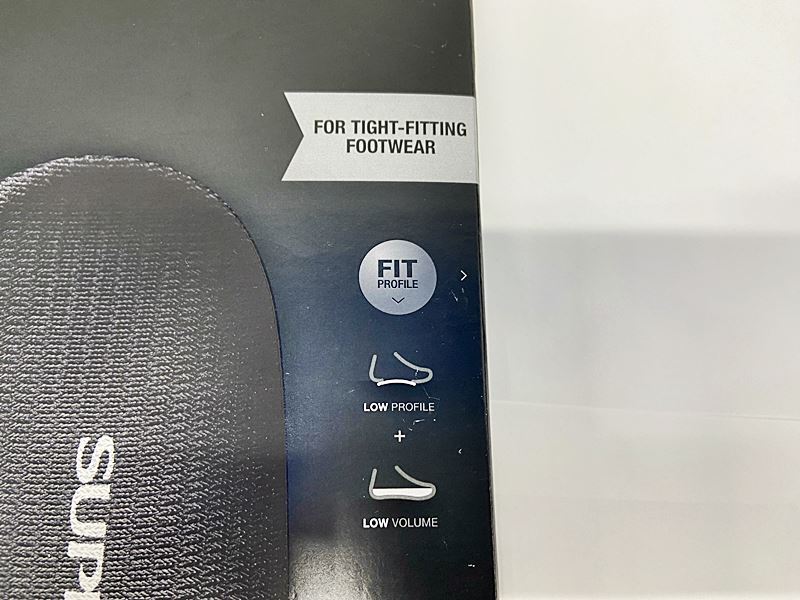 FOR TIGHT-FITTING
FOOTWEAR
FIT
PROFILE
LOW PROFILE
+
LOW VOLUME